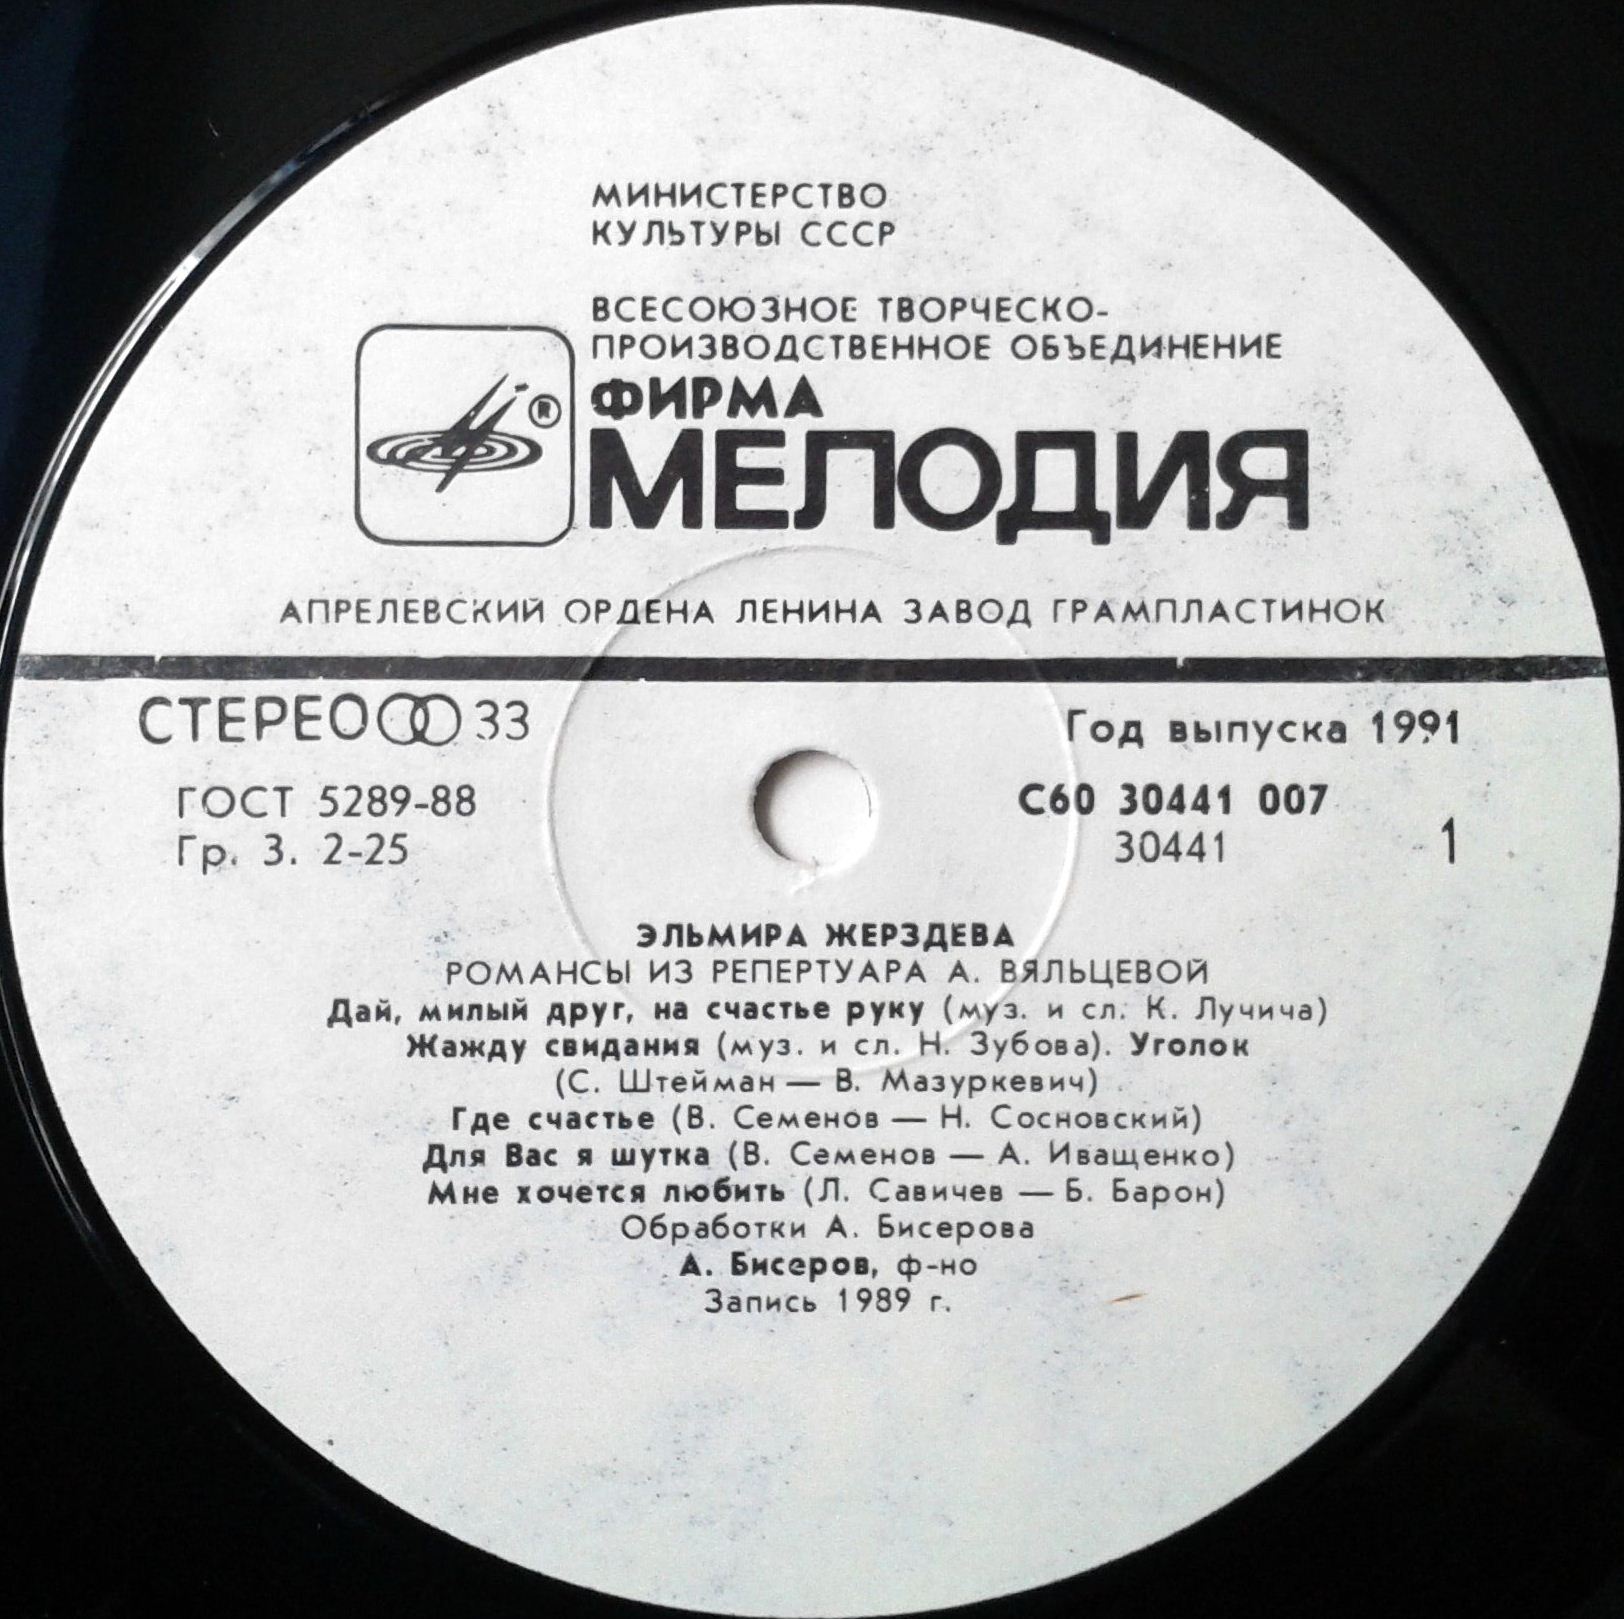 МИНИСТЕРСТВО
КУЛЬТУРЫ СССР
ВСЕСОЮЗНОЕ ТВОРЧЕСКО-
ПРОИЗВОДСТВЕННОЕ ОБЪЕДИНЕНИЕ
ФИРМА
®
МЕЛОДИЯ
АПРЕЛЕВСКИЙ ОРДЕНА ЛЕНИНА ЗАВОД ГРАМПЛАСТИНОК
СТЕРЕО 33
Год выпуска 1991
ГОСТ 5289-88
С60 30441 007
Гр. 3. 2-25
30441
1
ЭЛЬМИРА ЖЕРЗДЕВА
РОМАНСЫ ИЗ РЕПЕРТУАРА А. ВЯЛЬЦЕВОЙ
Дай, милый друг, на счастье руку (муз. и сл. К. Лучича)
Жажду свидания (муз. и сл. Н. Зубова). Уголок
(С. Штейман — В. Мазуркевич)
Где счастье (В. Семенов — Н. Сосновский)
Для Вас я шутка (В. Семенов — А. Иващенко)
Мне хочется любить (Л. Савичев — Б. Барон)
Обработки А. Бисерова
А. Бисеров, ф-но
Запись 1989 г.